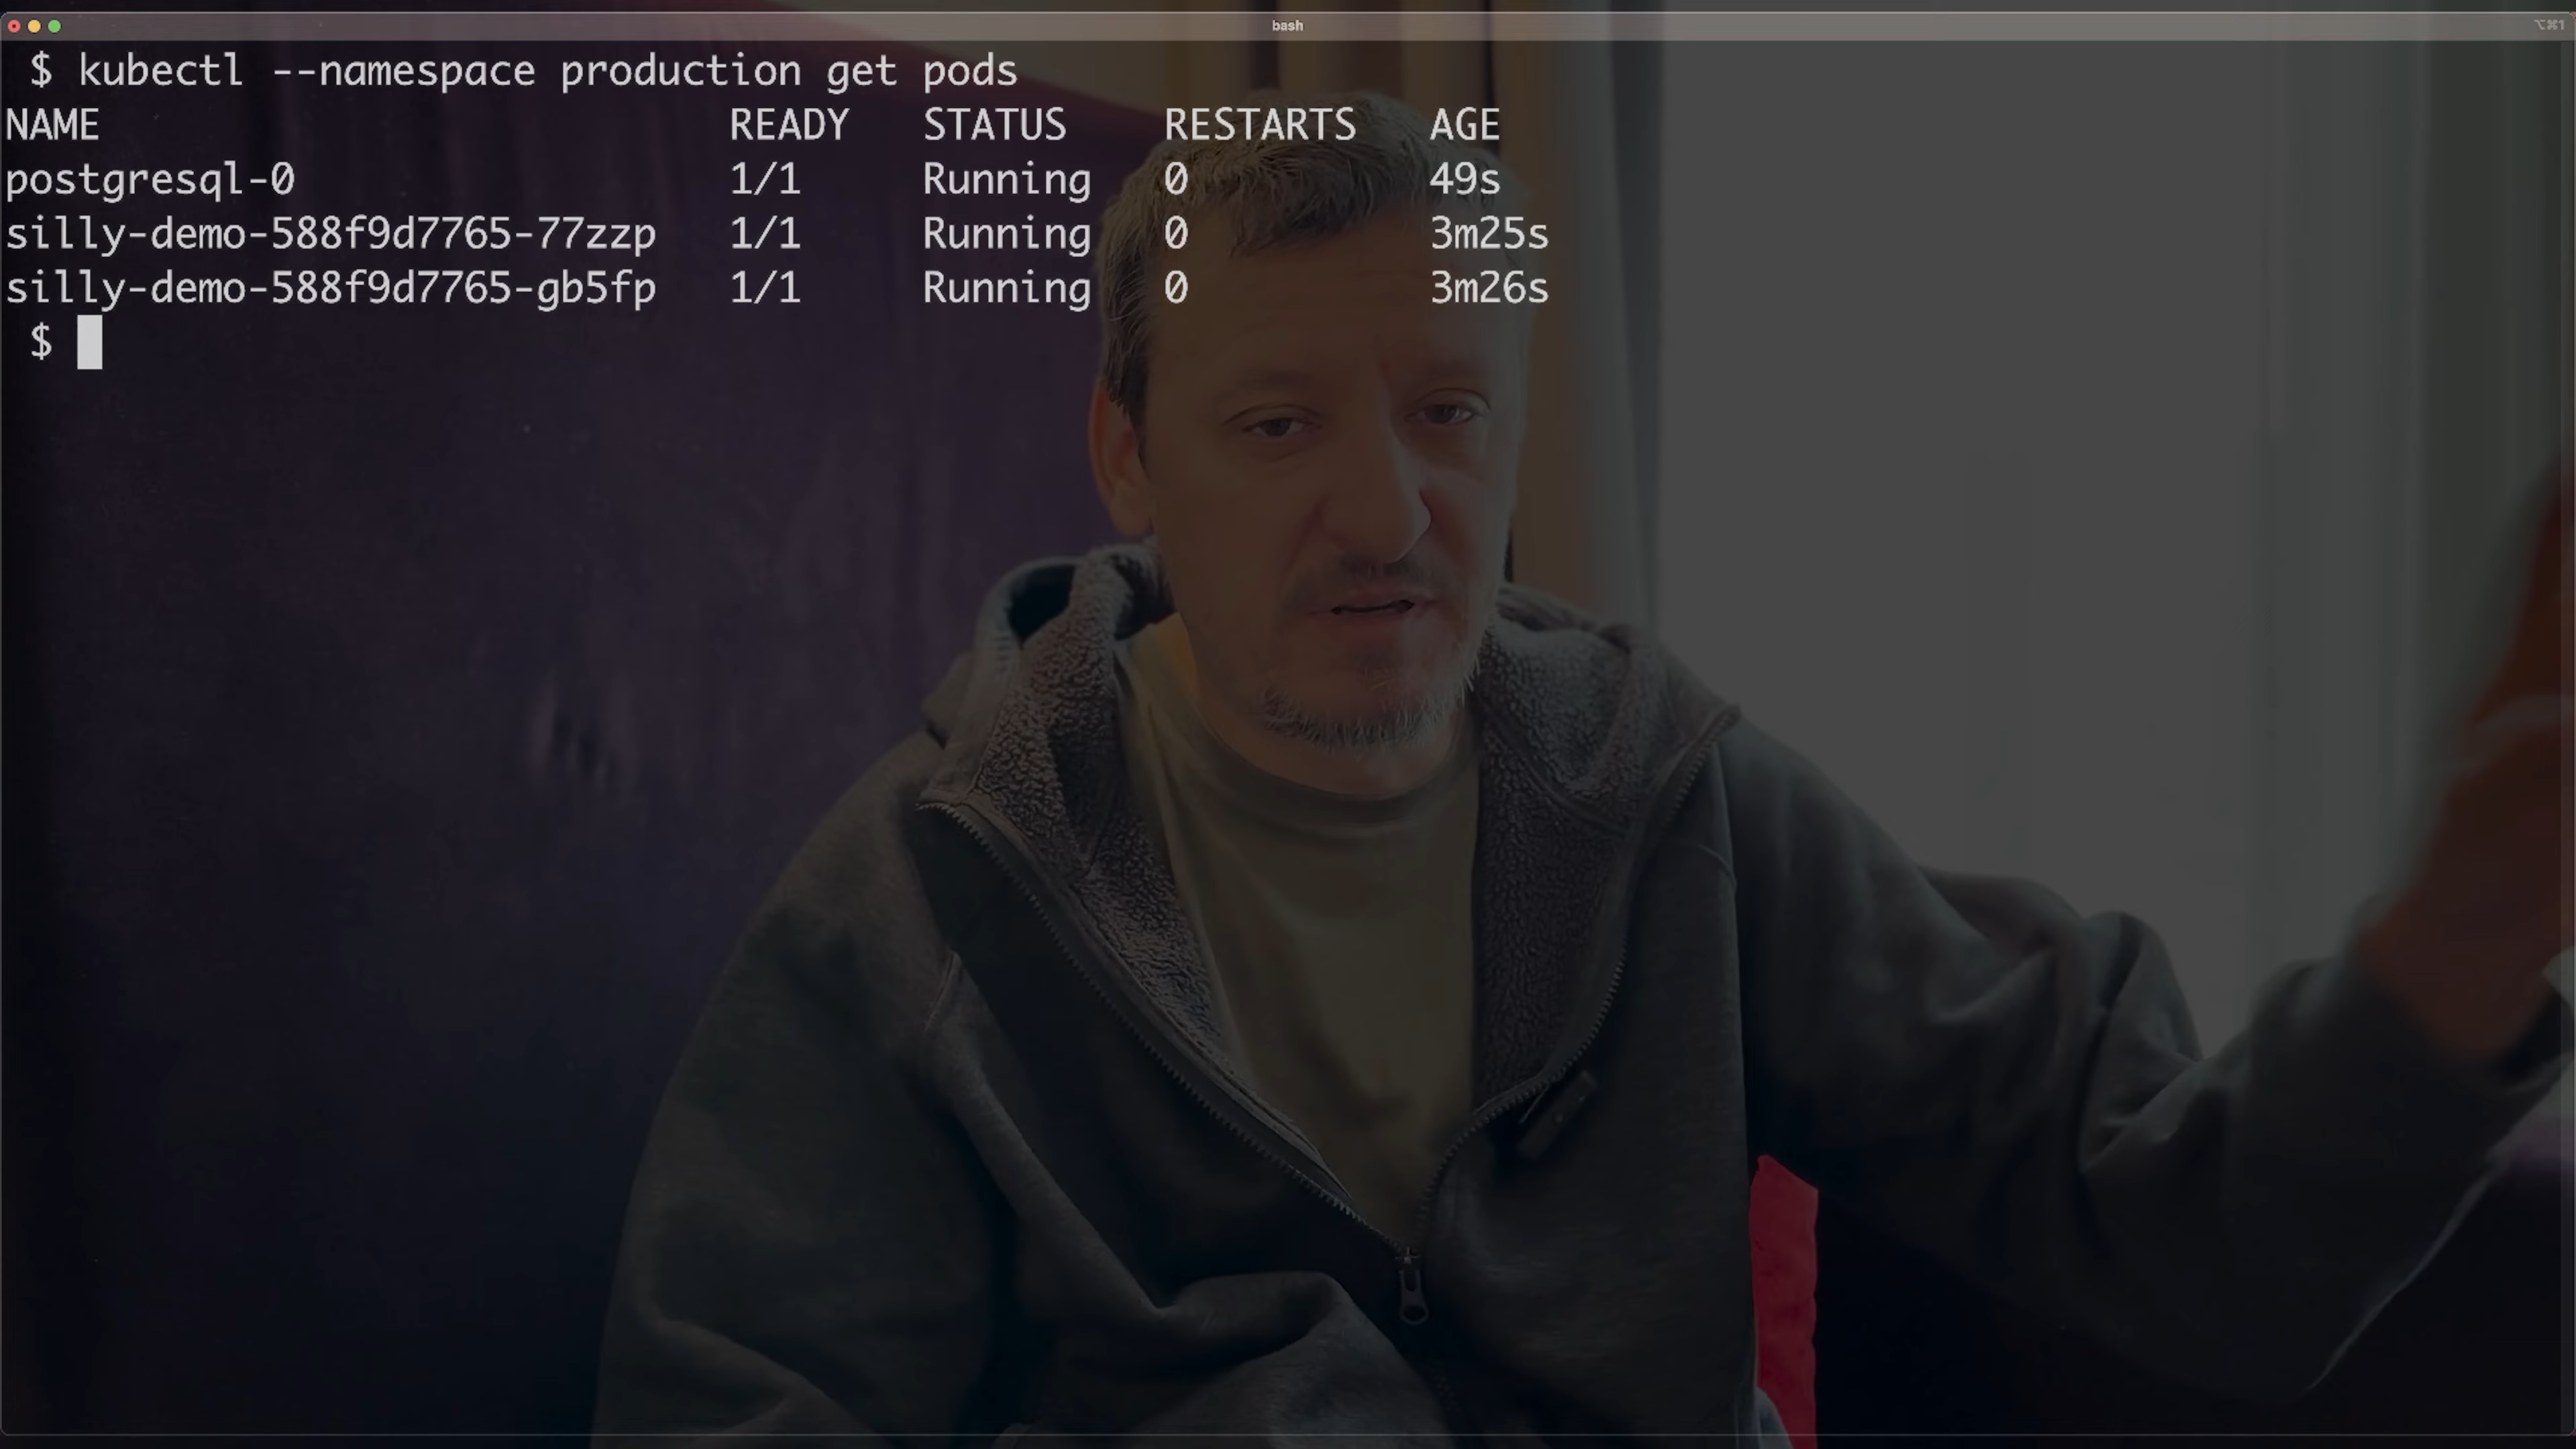 bash
⌥⌘1
$ kubectl --namespace production get pods
NAME READY STATUS RESTARTS AGE
postgresql-0 1/1 Running 0 49s
silly-demo-588f9d7765-77zzp 1/1 Running 0 3m25s
silly-demo-588f9d7765-gb5fp 1/1 Running 0 3m26s
$